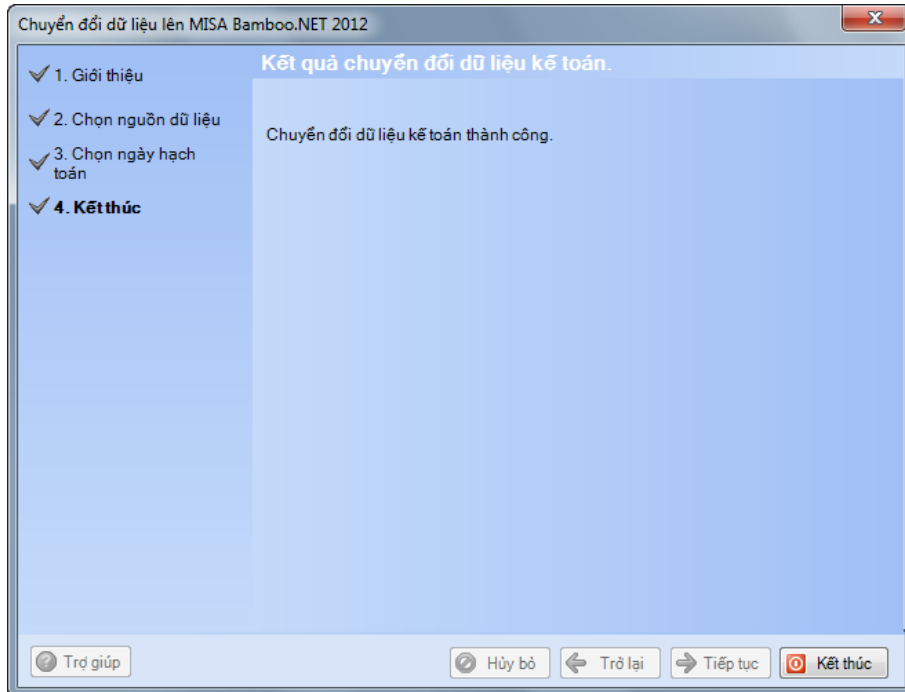 Chuyển đổi dữ liệu lên MISA Bamboo.NET 2012
1. Giới thiệu
2. Chọn nguồn dữ liệu
3. Chọn ngày hạch
toán
4. Kết thúc
Kết quả chuyển đổi dữ liệu kế toán.
Chuyển đổi dữ liệu kế toán thành công.
Trợ giúp
Hủy bỏ
Trở lại
Tiếp tục
Kết thúc